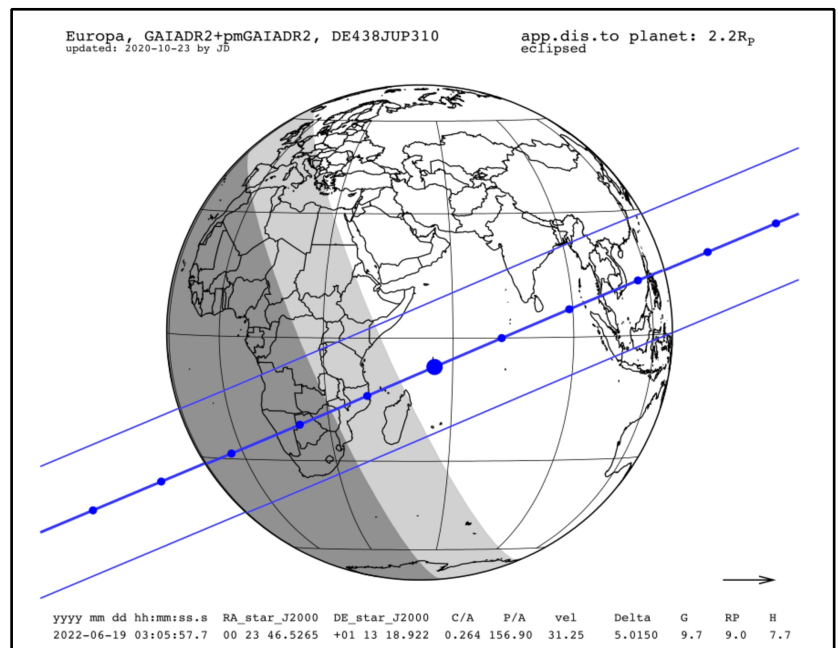 Europa, GAIADR2+pmGAIADR2, DE438JUP310
updated: 2020-10-23 by JD
app.dis.to planet: 2.2Rp
eclipsed
yyyy mm dd hh:mm:ss.s RA_star_J2000 DE_star_J2000 C/A P/A vel Delta G RP H
2022-06-19 03:05:57.7 00 23 46.5265 +01 13 18.922 0.264 156.90 31.25 5.0150 9.7 9.0 7.7